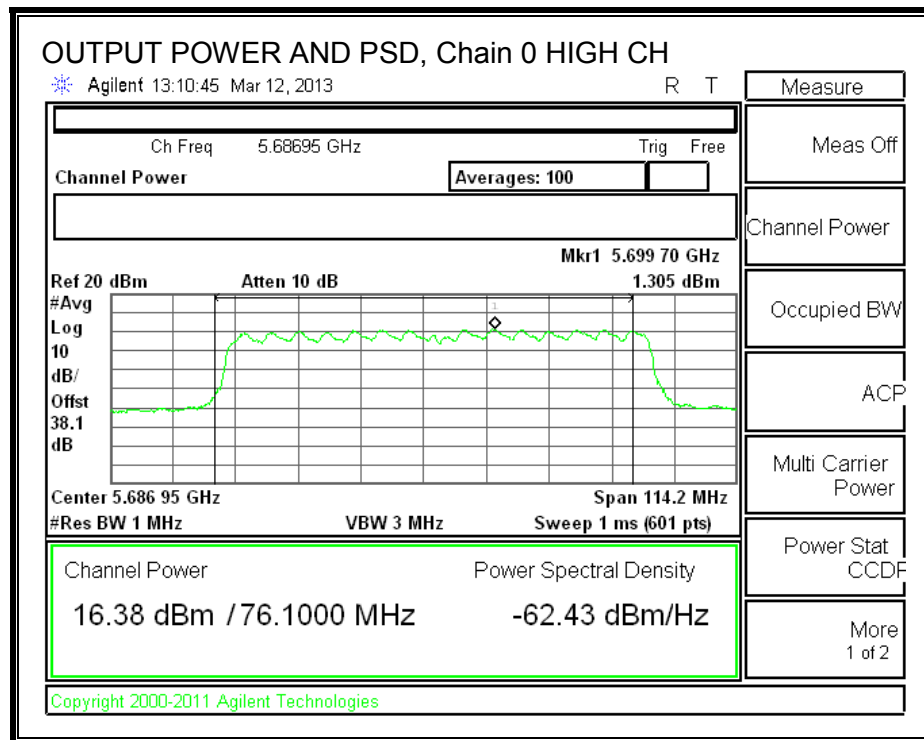 OUTPUT POWER AND PSD, Chain 0 HIGH CH
Agilent 13:10:45 Mar 12, 2013 R T
Measure
Ch Freq 5.68695 GHz Trig Free
Meas Off
Channel Power Averages: 100
Channel Power
Mkr1 5.699 70 GHz
Ref 20 dBm Atten 10 dB 1.305 dBm
#Avg
Log
10
dB/
Offst
38.1
dB
1
Occupied BW
ACP
Multi Carrier
Power
Center 5.686 95 GHz Span 114.2 MHz
#Res BW 1 MHz VBW 3 MHz Sweep 1 ms (601 pts)
Power Stat
CCDF
Channel Power Power Spectral Density
16.38 dBm / 76.1000 MHz -62.43 dBm/Hz
More
1 of 2
Copyright 2000-2011 Agilent Technologies